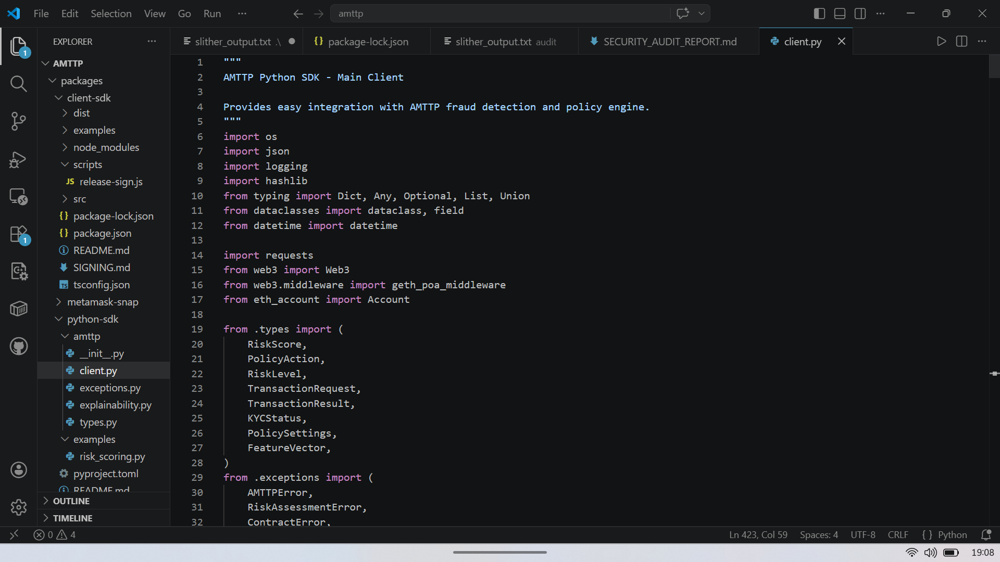 File Edit Selection View Go Run ···
amttp
EXPLORER
AMTTP
packages
client-sdk
dist
examples
node_modules
scripts
JS release-sign.js
src
{} package-lock.json
{} package.json
README.md
SIGNING.md
TS tsconfig.json
metamask-snap
python-sdk
amttp
__init__.py
client.py
exceptions.py
explainability.py
types.py
examples
risk_scoring.py
pyproject.toml
README.md
OUTLINE
TIMELINE
1
1
slither_output.txt .\
{} package-lock.json
slither_output.txt audit
SECURITY_AUDIT_REPORT.md
client.py
1 """
2 AMTTP Python SDK - Main Client
3
4 Provides easy integration with AMTTP fraud detection and policy engine.
5 """
6 import os
7 import json
8 import logging
9 import hashlib
10 from typing import Dict, Any, Optional, List, Union
11 from dataclasses import dataclass, field
12 from datetime import datetime
13
14 import requests
15 from web3 import Web3
16 from web3.middleware import geth_poa_middleware
17 from eth_account import Account
18
19 from .types import (
20 RiskScore,
21 PolicyAction,
22 RiskLevel,
23 TransactionRequest,
24 TransactionResult,
25 KYCStatus,
26 PolicySettings,
27 FeatureVector,
28 )
29 from .exceptions import (
30 AMTTPError,
31 RiskAssessmentError,
32 ContractError,
0 4
Ln 423, Col 59 Spaces: 4 UTF-8 CRLF {} Python
19:08